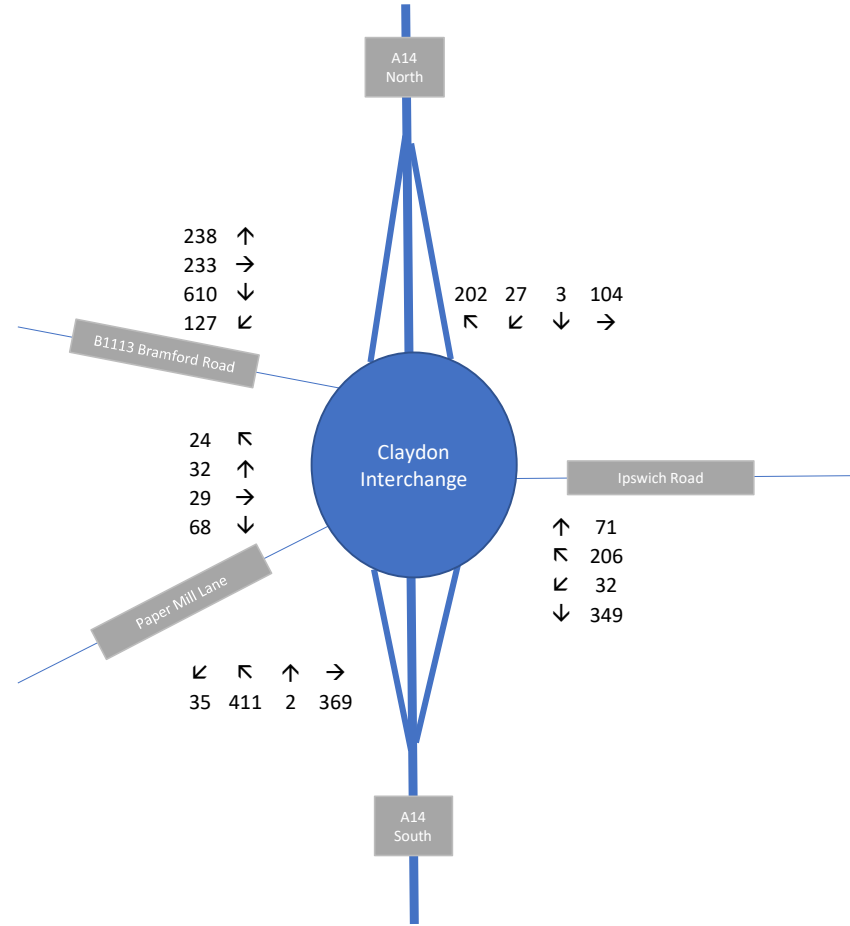 A14
North
238 ↑
233 →
610 ↓
127 ↙
202 27 3 104
↖ ↙ ↓ →
B1113 Bramford Road
24 ↖
32 ↑
29 →
68 ↓
Claydon
Interchange
Ipswich Road
↑ 71
↖ 206
↙ 32
↓ 349
Paper Mill Lane
↙ ↖ ↑ →
35 411 2 369
A14
South